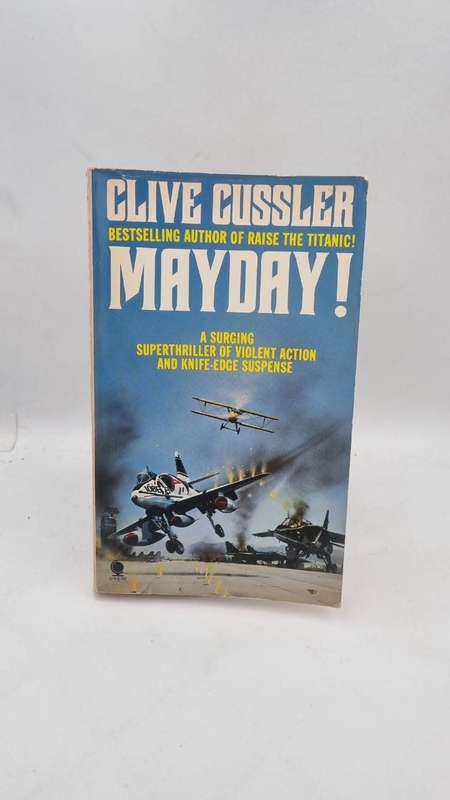 CLIVE CUSSLER
BESTSELLING AUTHOR OF RAISE THE TITANIC!
MAYDAY!
A SURGING
SUPERTHRILLER OF VIOLENT ACTION
AND KNIFE-EDGE SUSPENSE